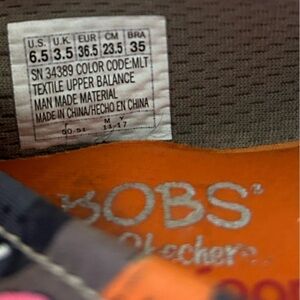 U.S. U.K. EUR CM BRA
6.5 3.5 36.5 23.5 35
SN 34389 COLOR CODE:MLT
TEXTILE UPPER BALANCE
MAN MADE MATERIAL
MADE IN CHINA/HECHO EN CHINA
M Y
BOBS
Skechers